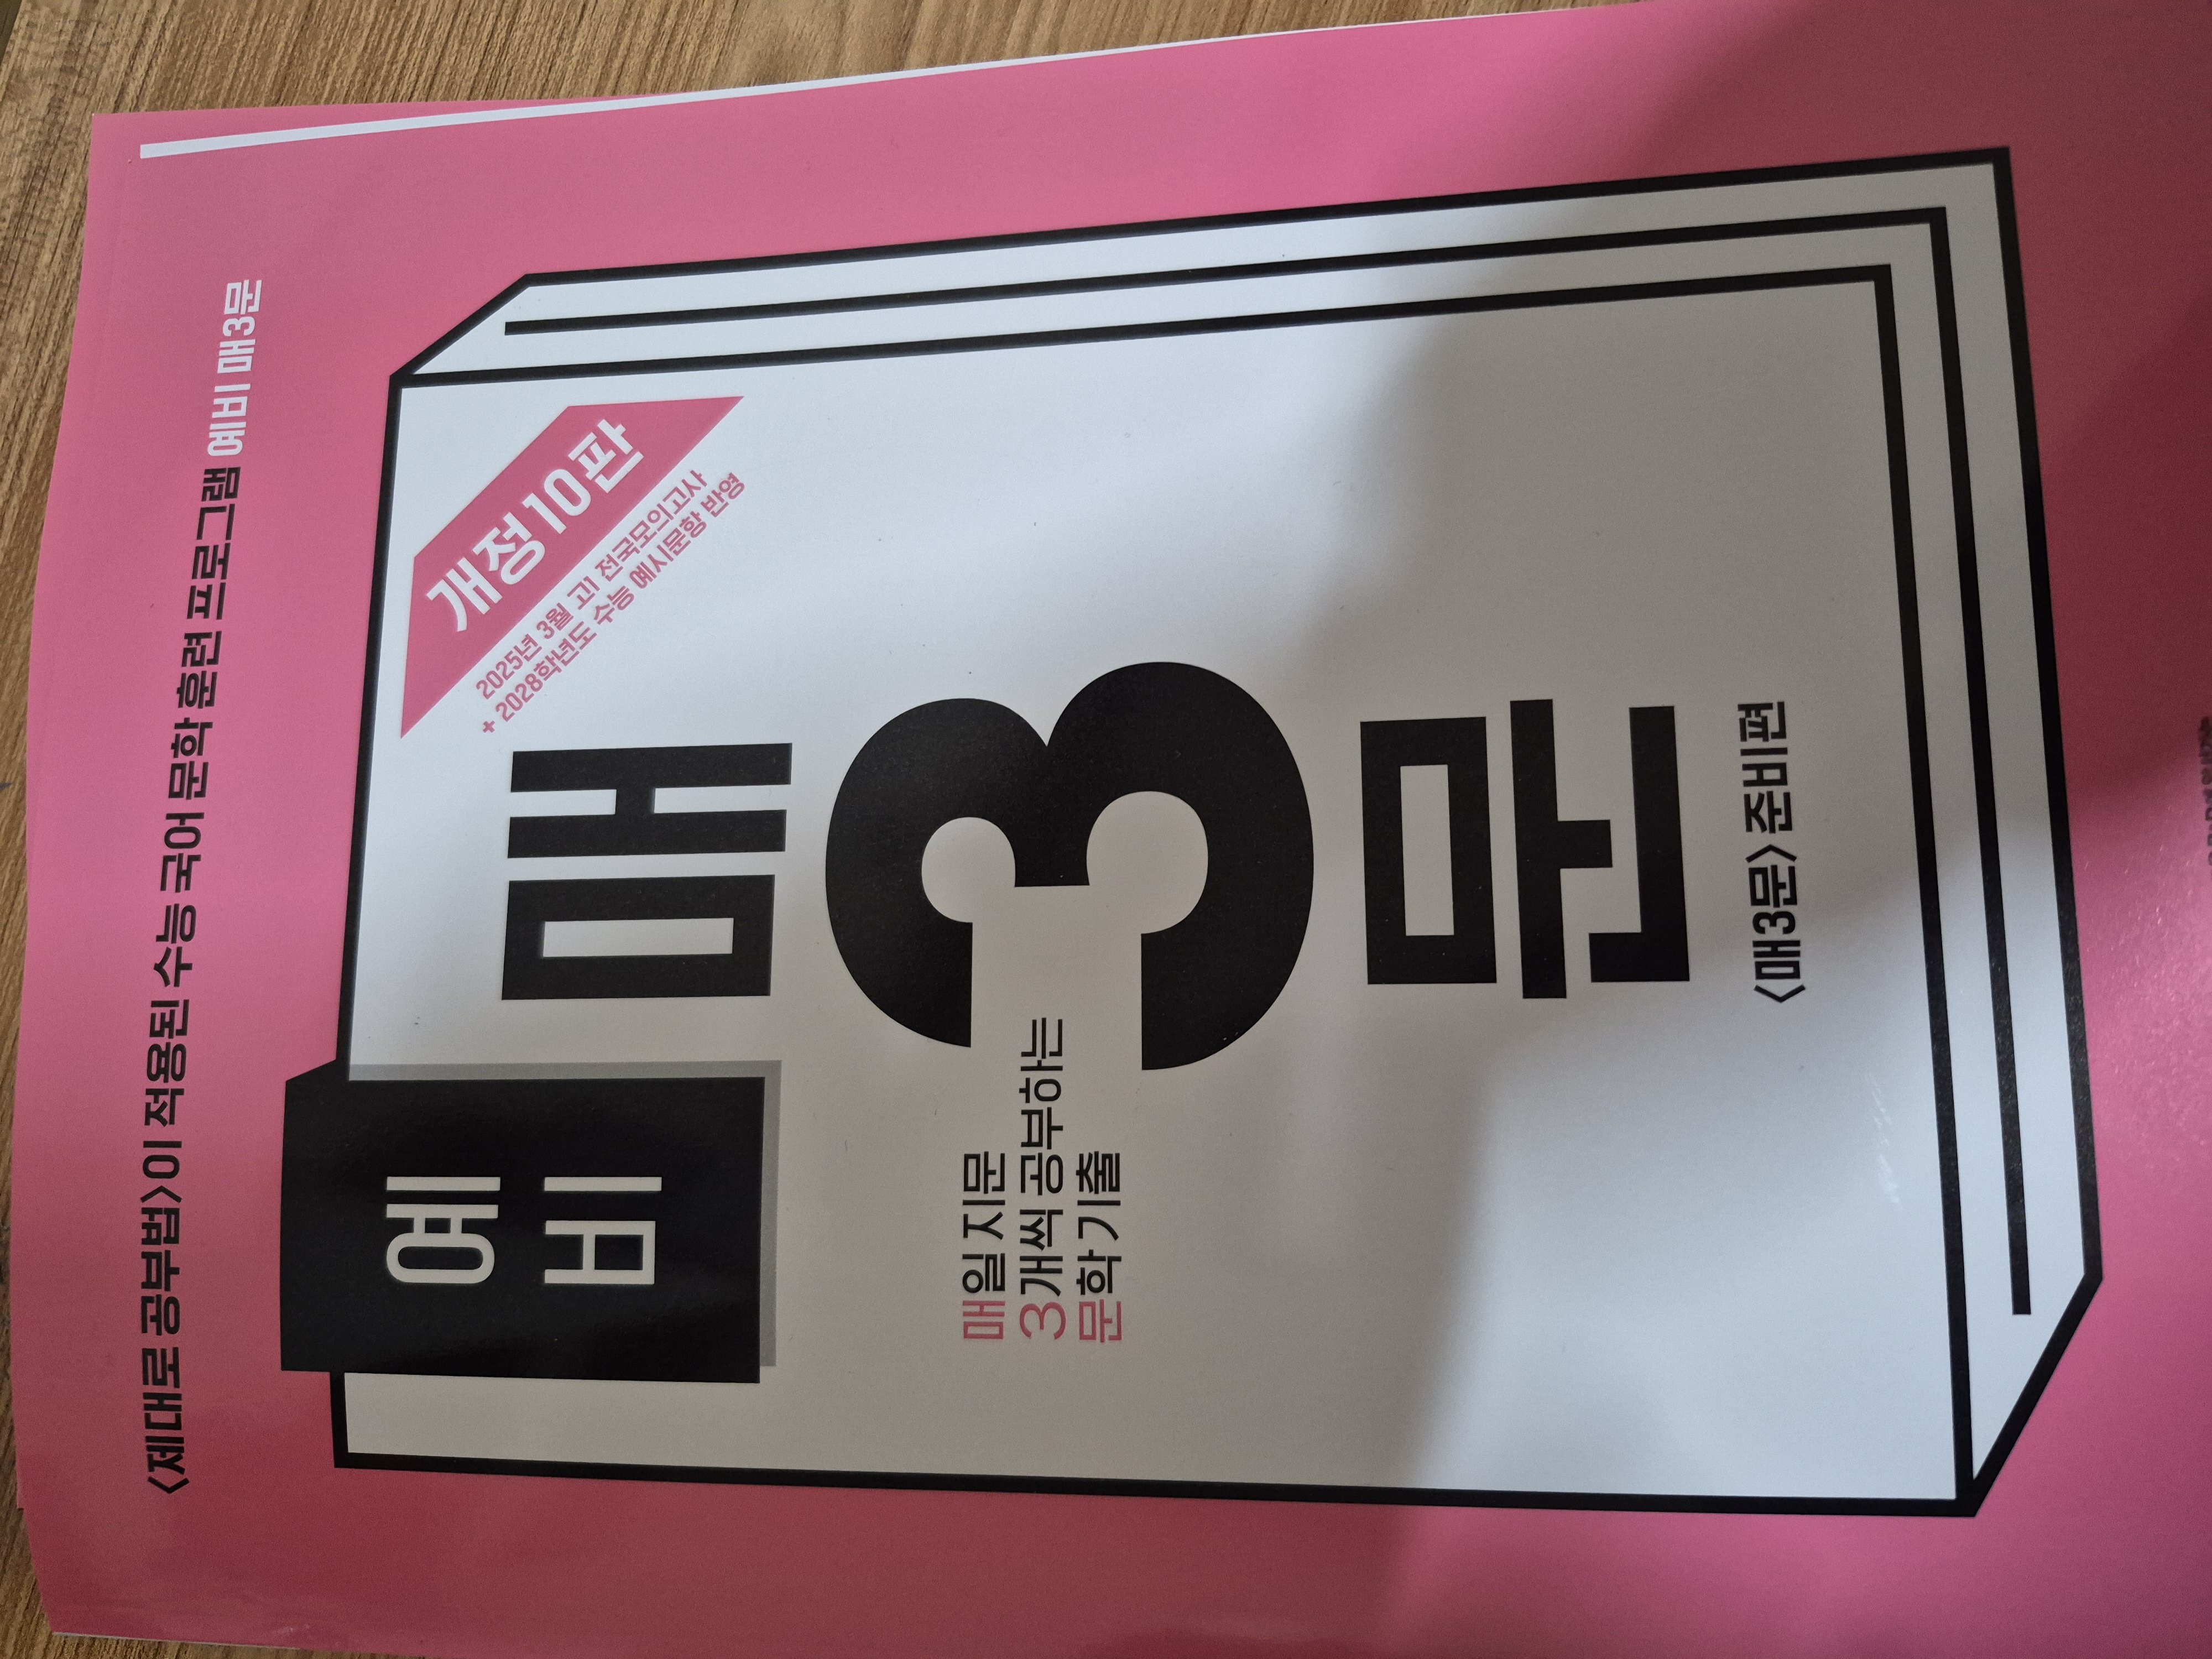 <제대로 공부법>이 적용된 수능 국어 문학 훈련 프로그램 예비 매3문
개정10판
2025년 3월 고1 전국모의고사
+ 2028학년도 수능 예시문항 반영
예비
매3문
매일 지문
3개씩 공부하는
문학 기출
<매3문> 준비편